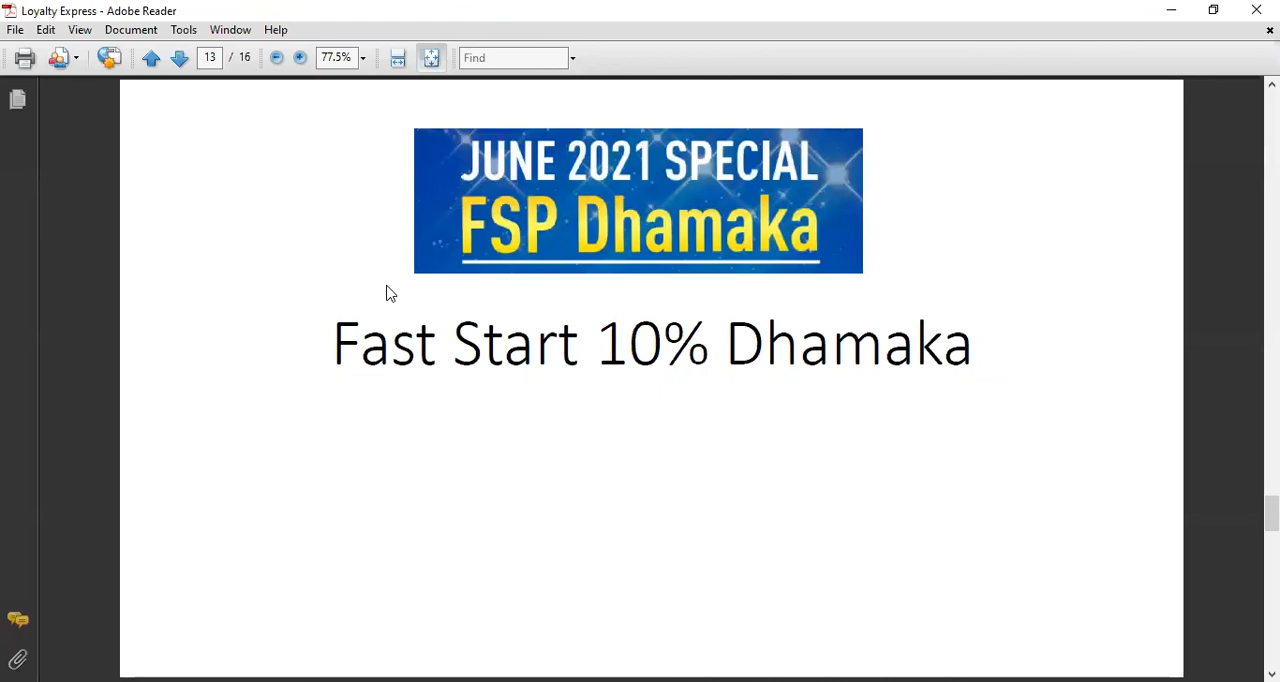 Loyalty Express - Adobe Reader
File Edit View Document Tools Window Help
13 / 16 77.5% Find
JUNE 2021 SPECIAL
FSP Dhamaka
Fast Start 10% Dhamaka